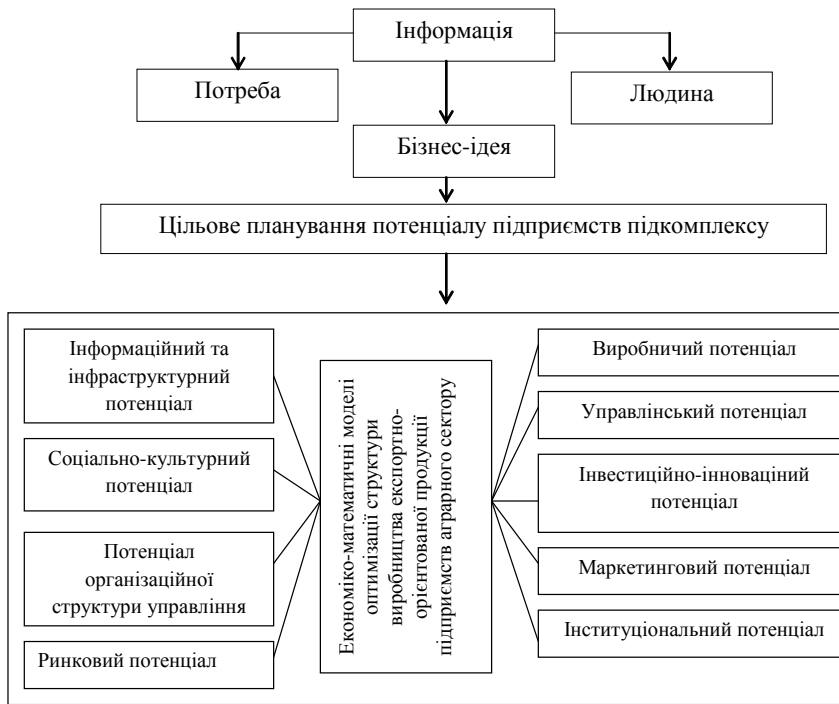 Інформація
Потреба
Людина
Бізнес-ідея
Цільове планування потенціалу підприємств підкомплексу
Інформаційний та
інфраструктурний
потенціал
Соціально-культурний
потенціал
Потенціал
організаційної
структури управління
Ринковий потенціал
Економіко-математичні моделі
оптимізації структури
виробництва експортно-
орієнтованої продукції
підприємств аграрного сектору
Виробничий потенціал
Управлінський потенціал
Інвестиційно-інноваціний
потенціал
Маркетинговий потенціал
Інституціональний потенціал